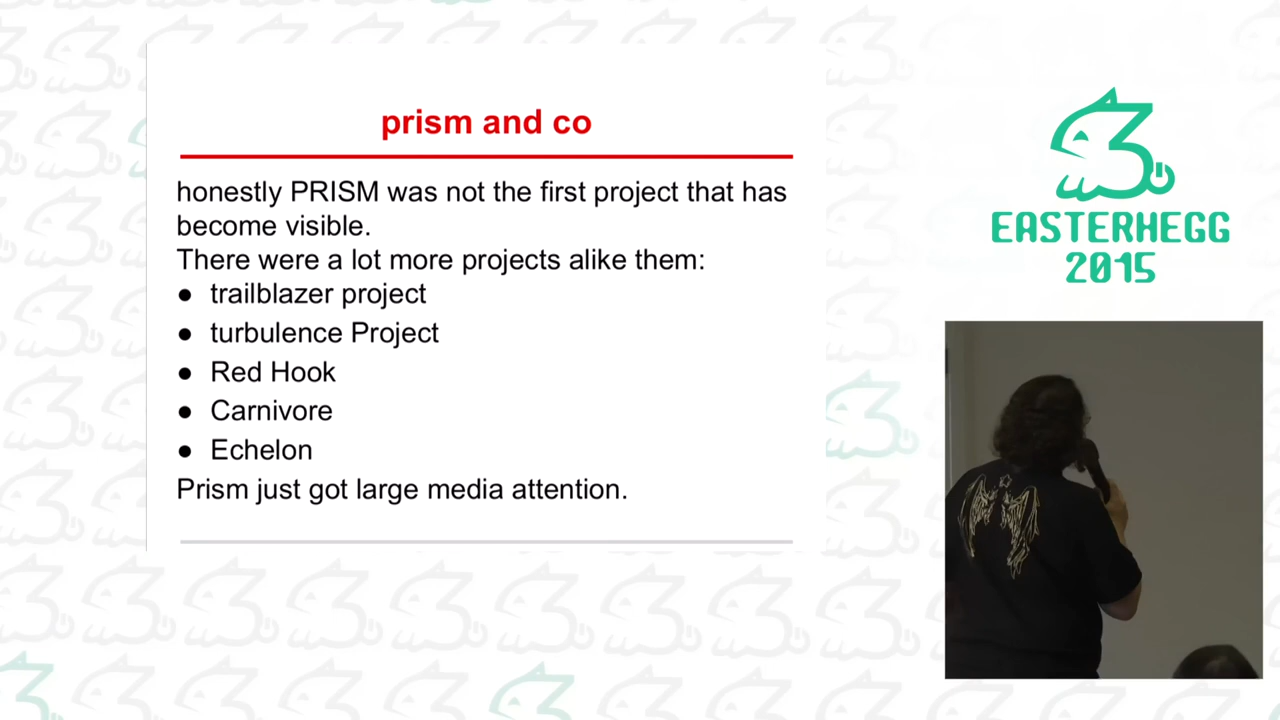 prism and co
honestly PRISM was not the first project that has
become visible.
There were a lot more projects alike them:
● trailblazer project
● turbulence Project
● Red Hook
● Carnivore
● Echelon
Prism just got large media attention.
EASTERHEGG
2015